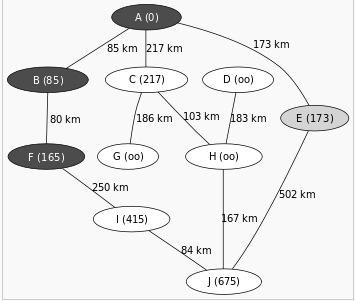 A (0)
173 km
85 km
217 km
B (85)
C (217)
D (oo)
80 km
186 km
103 km
183 km
E (173)
F (165)
G (oo)
H (oo)
250 km
502 km
I (415)
167 km
84 km
J (675)